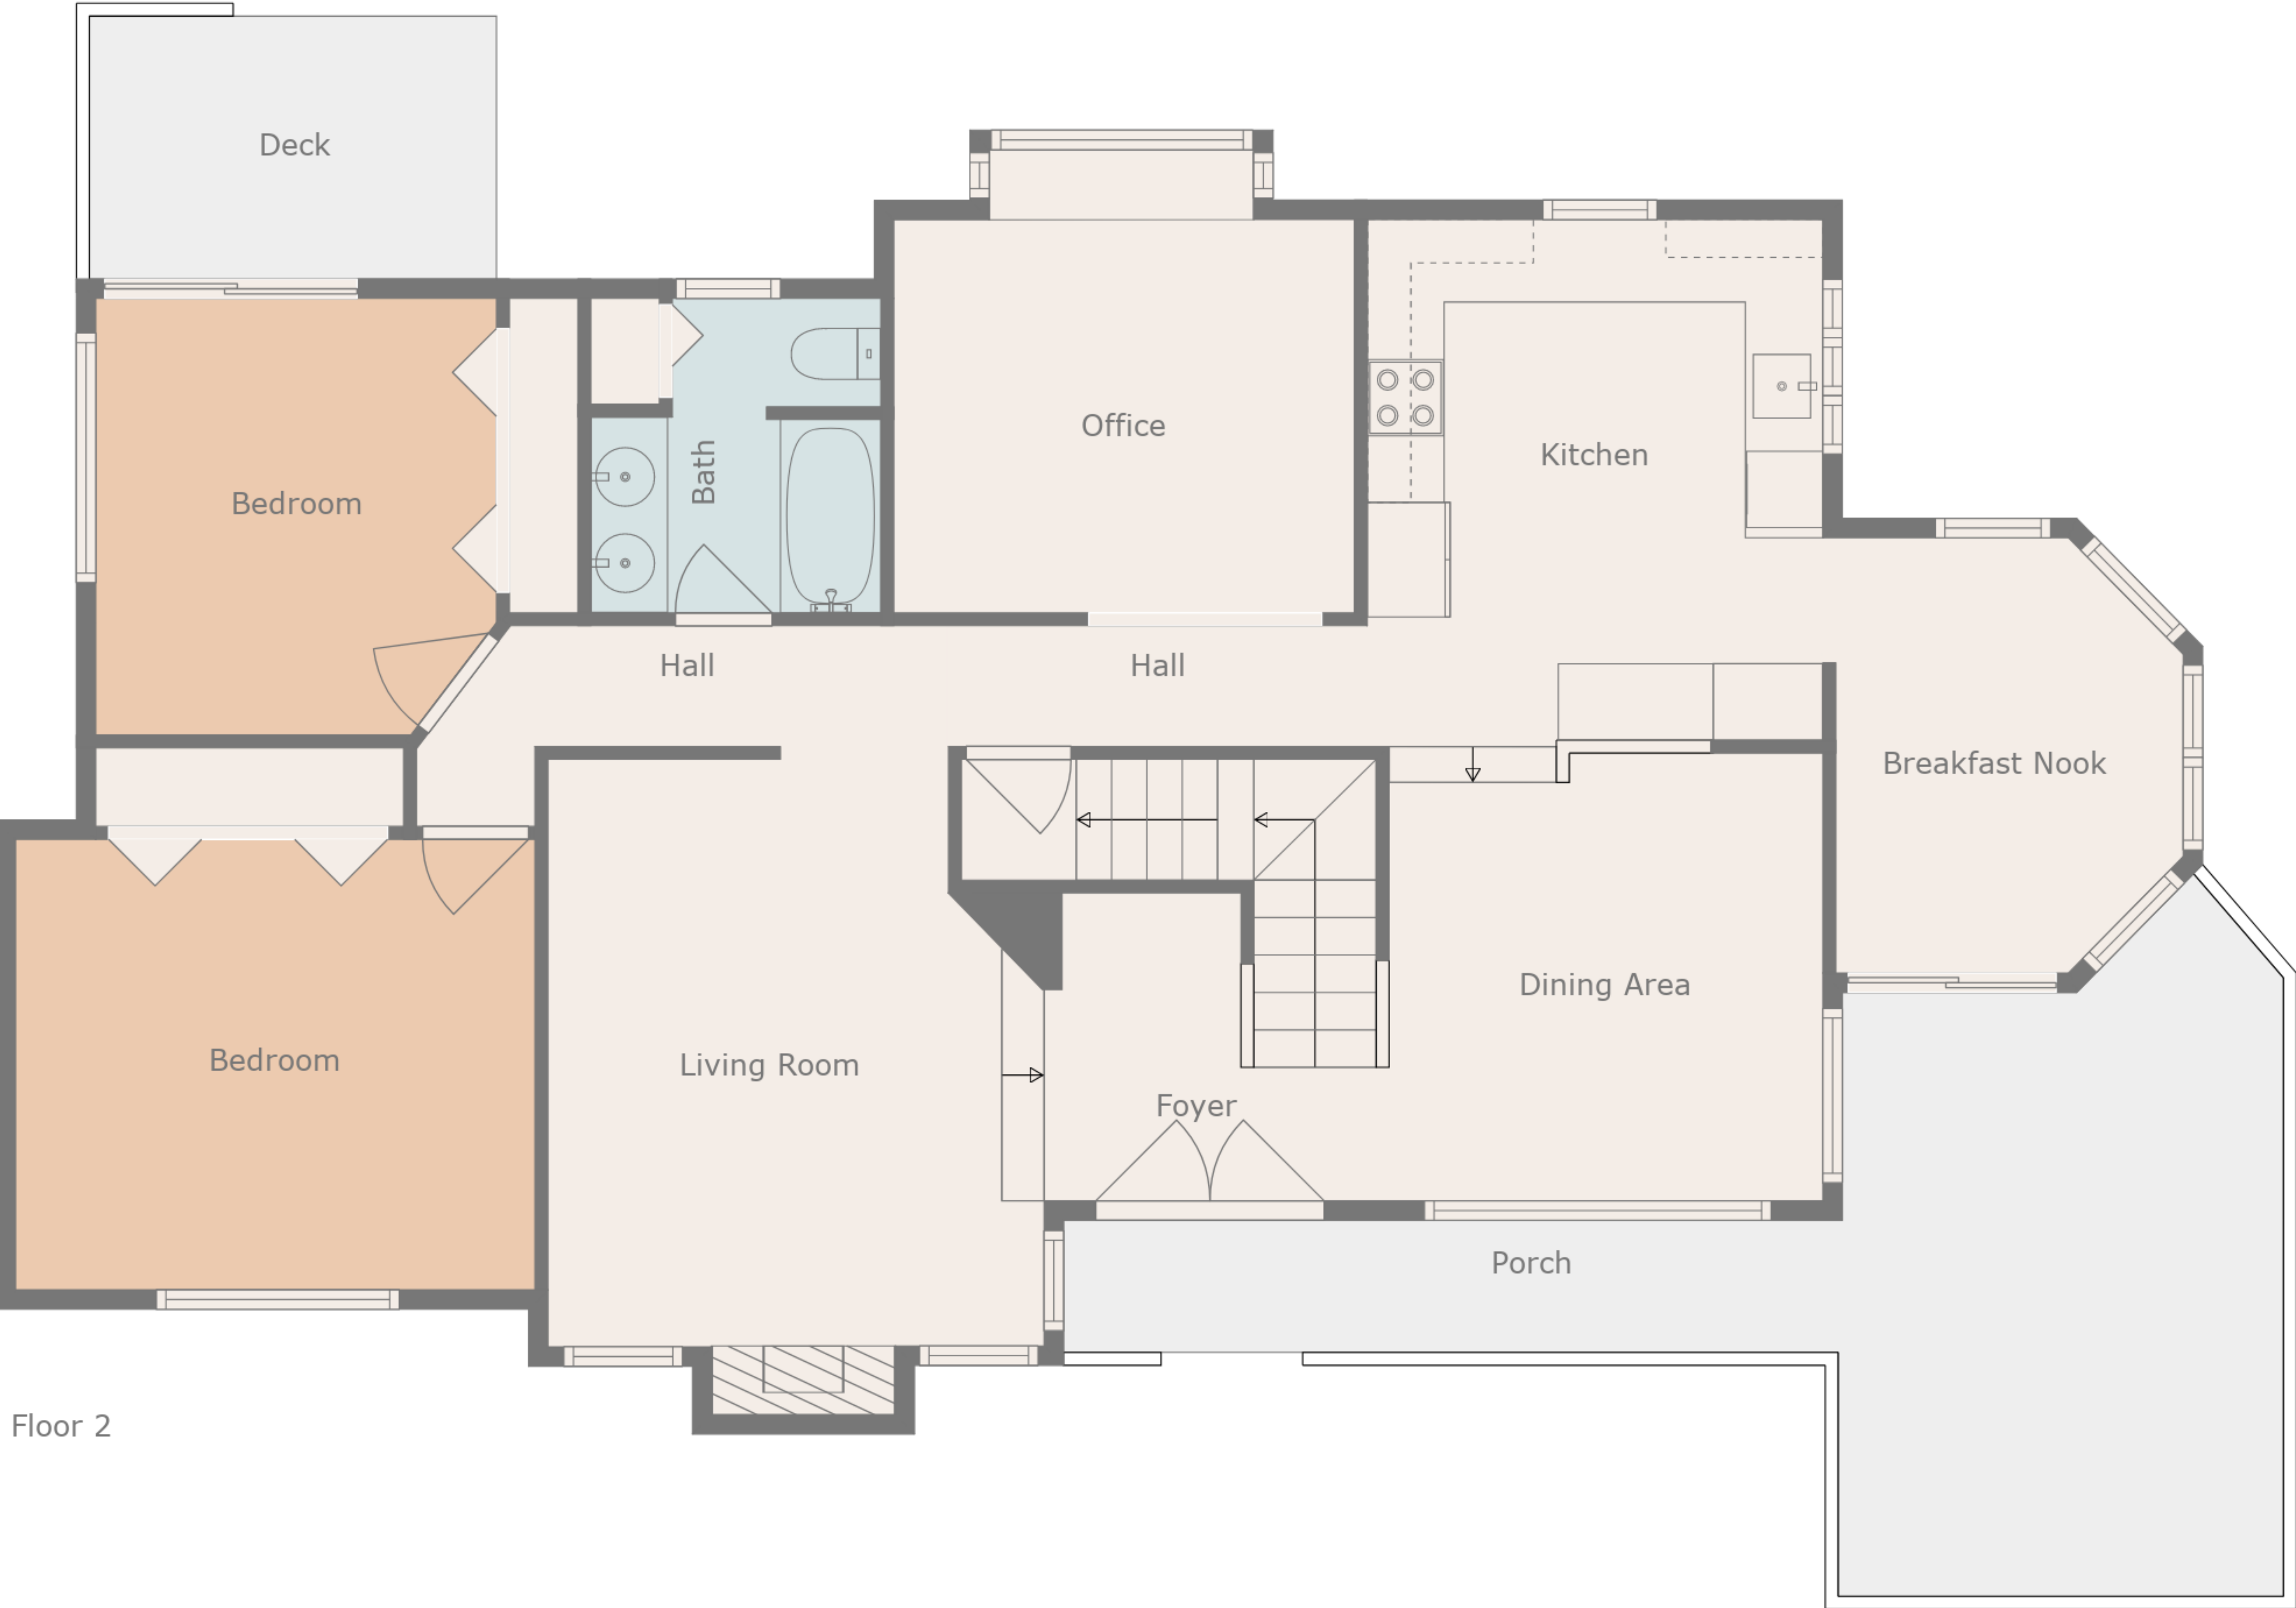 Deck
Office
Kitchen
Bath
Bedroom
Hall
Hall
Breakfast Nook
Dining Area
Bedroom
Living Room
Foyer
Porch
Floor 2